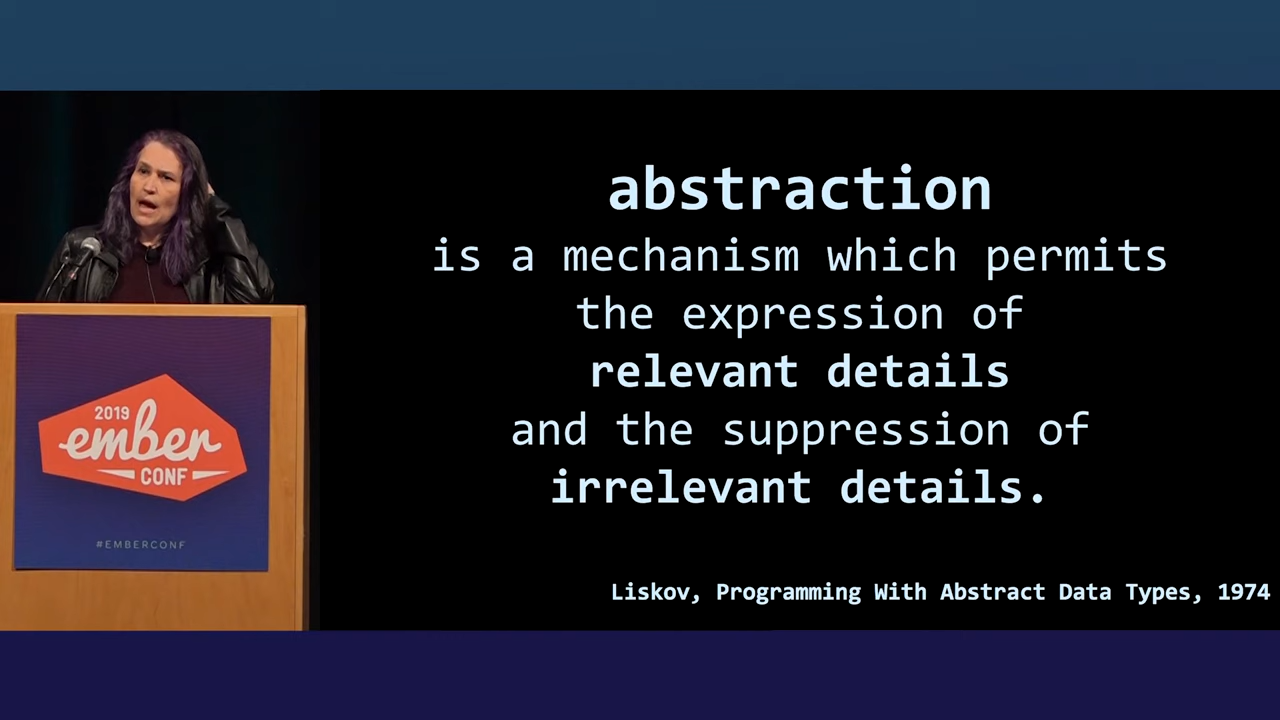 abstraction
is a mechanism which permits
the expression of
relevant details
and the suppression of
irrelevant details.
Liskov, Programming With Abstract Data Types, 1974
2019
ember
CONF
#EMBERCONF